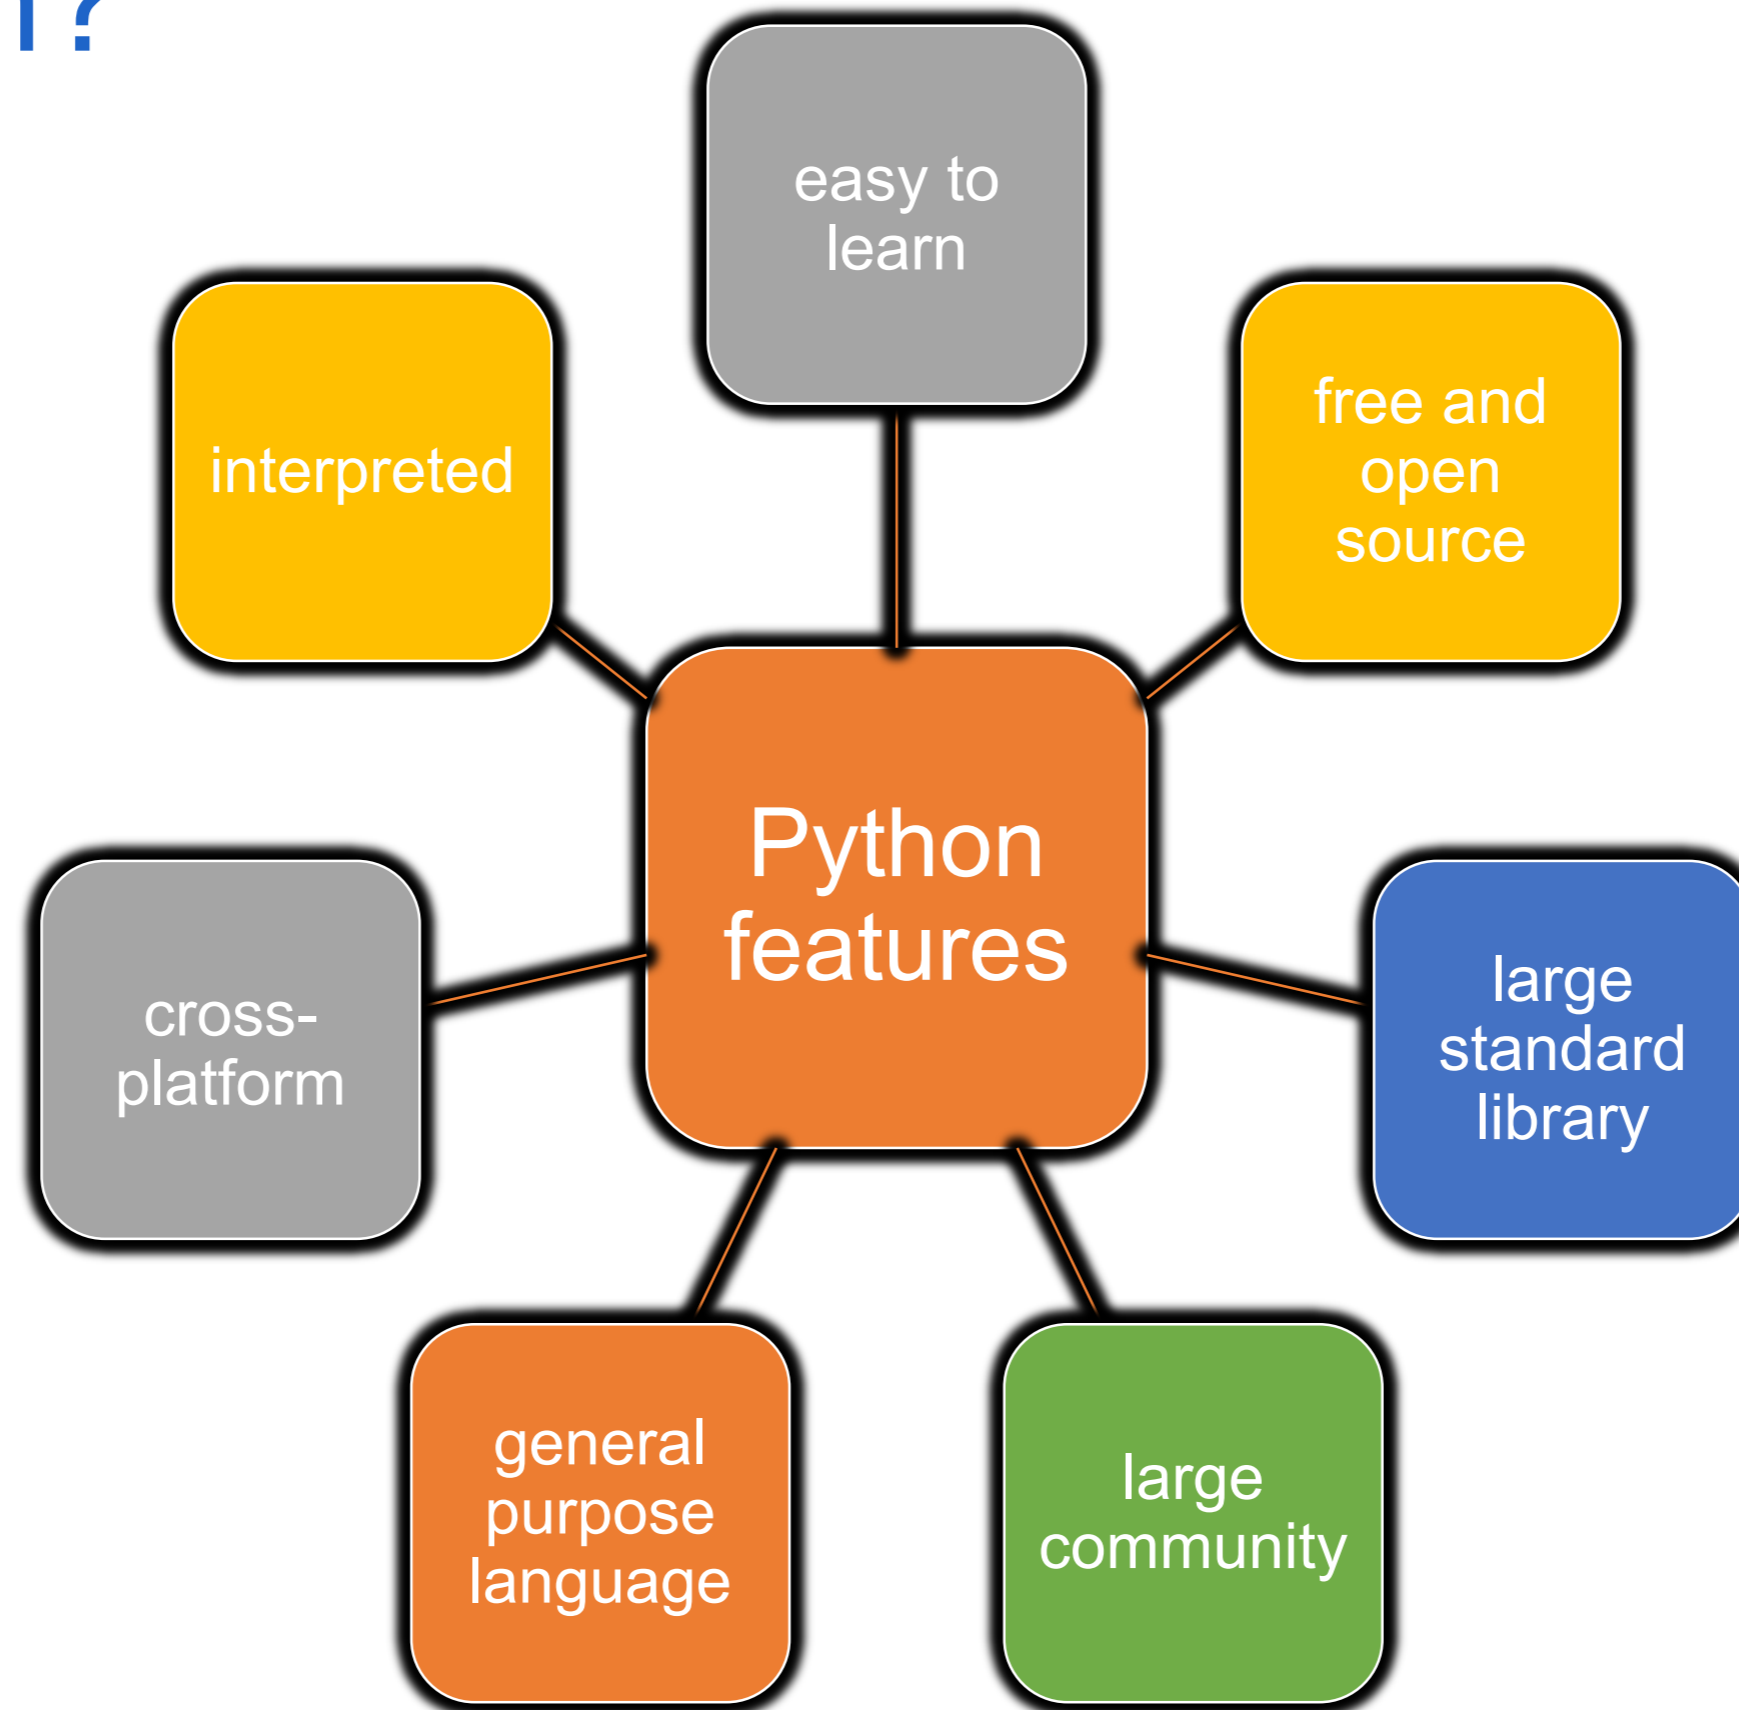 ?
easy to
learn
interpreted
free and
open
source
Python
features
cross-
platform
large
standard
library
general
purpose
language
large
community